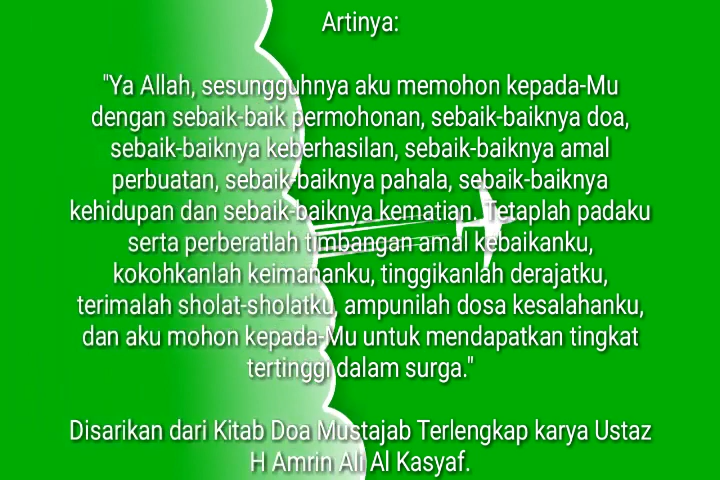 Artinya:
"Ya Allah, sesungguhnya aku memohon kepada-Mu
dengan sebaik-baik permohonan, sebaik-baiknya doa,
sebaik-baiknya keberhasilan, sebaik-baiknya amal
perbuatan, sebaik-baiknya pahala, sebaik-baiknya
kehidupan dan sebaik-baiknya kematian. Tetaplah padaku
serta perberatlah timbangan amal kebaikanku,
kokohkanlah keimananku, tinggikanlah derajatku,
terimalah sholat-sholatku, ampunilah dosa kesalahanku,
dan aku mohon kepada-Mu untuk mendapatkan tingkat
tertinggi dalam surga."
Disarikan dari Kitab Doa Mustajab Terlengkap karya Ustaz
H Amrin Ali Al Kasyaf.